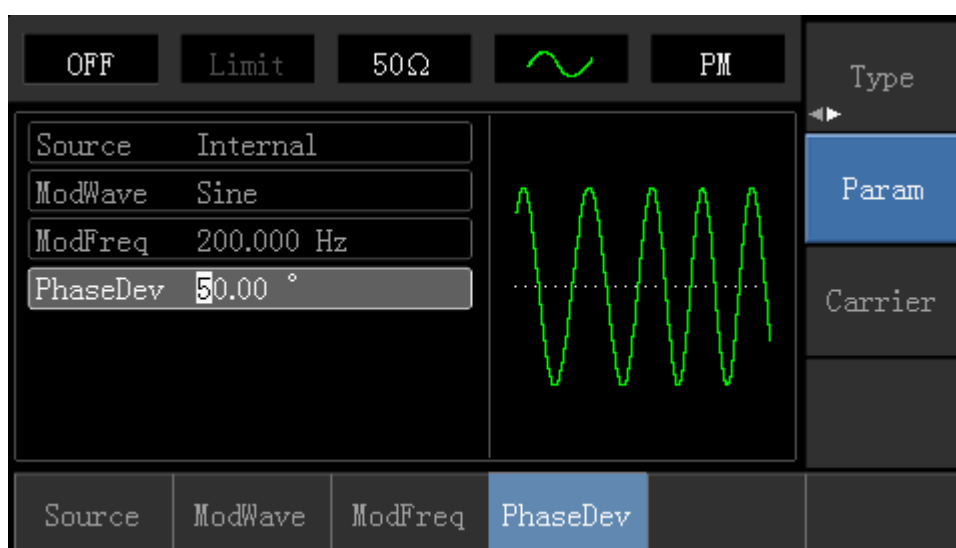 OFF Limit 50Ω PM
Type
Source Internal
ModWave Sine
ModFreq 200.000 Hz
PhaseDev 50.00 °
Param
Carrier
Source ModWave ModFreq PhaseDev